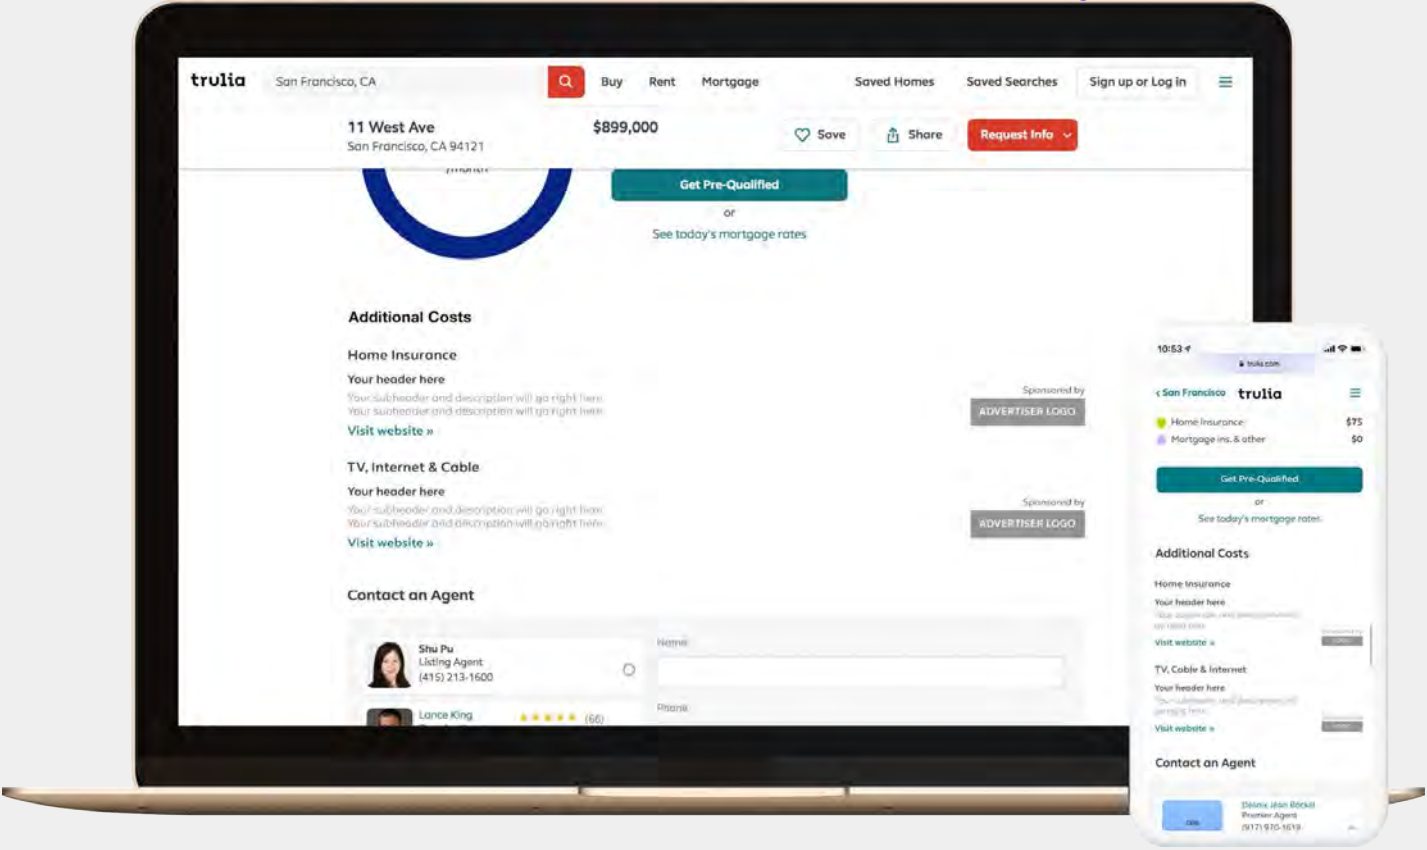 trulia
San Francisco, CA
Buy
Rent
Mortgage
Saved Homes
Saved Searches
Sign up or Log in
11 West Ave
San Francisco, CA 94121
$899,000
Save
Share
Request Info
/month
Get Pre-Qualified
or
See today's mortgage rates
Additional Costs
Home Insurance
Your header here
Your subheader and description will go right here.
Your subheader and description will go right here.
Visit website »
Sponsored by
ADVERTISER LOGO
TV, Internet & Cable
Your header here
Your subheader and description will go right here.
Your subheader and description will go right here.
Visit website »
Sponsored by
ADVERTISER LOGO
Contact an Agent
Shu Pu
Listing Agent
(415) 213-1600
Name
Lance King
(66)
Phone
10:53
trulia.com
‹ San Francisco
trulia
Home Insurance $75
Mortgage ins. & other $0
Get Pre-Qualified
or
See today's mortgage rates
Additional Costs
Home Insurance
Your header here
Visit website »
TV, Cable & Internet
Your header here
Visit website »
Contact an Agent
Premier Agent
(917) 970-1619